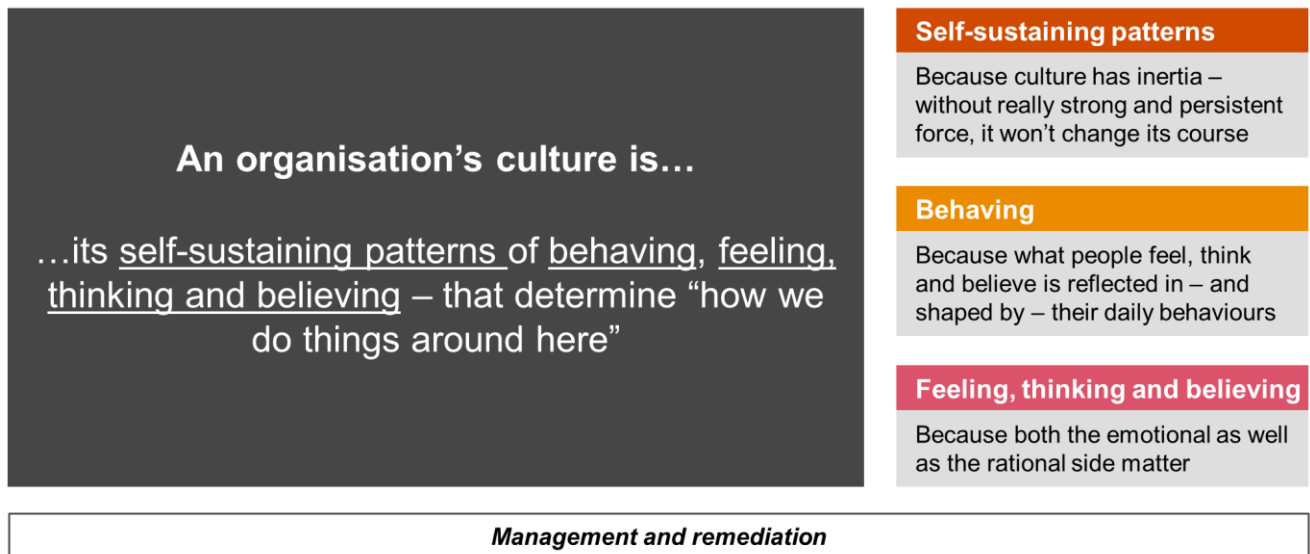 An organisation’s culture is…
…its self-sustaining patterns of behaving, feeling,
thinking and believing – that determine “how we
do things around here”
Self-sustaining patterns
Because culture has inertia –
without really strong and persistent
force, it won’t change its course
Behaving
Because what people feel, think
and believe is reflected in – and
shaped by – their daily behaviours
Feeling, thinking and believing
Because both the emotional as well
as the rational side matter
Management and remediation